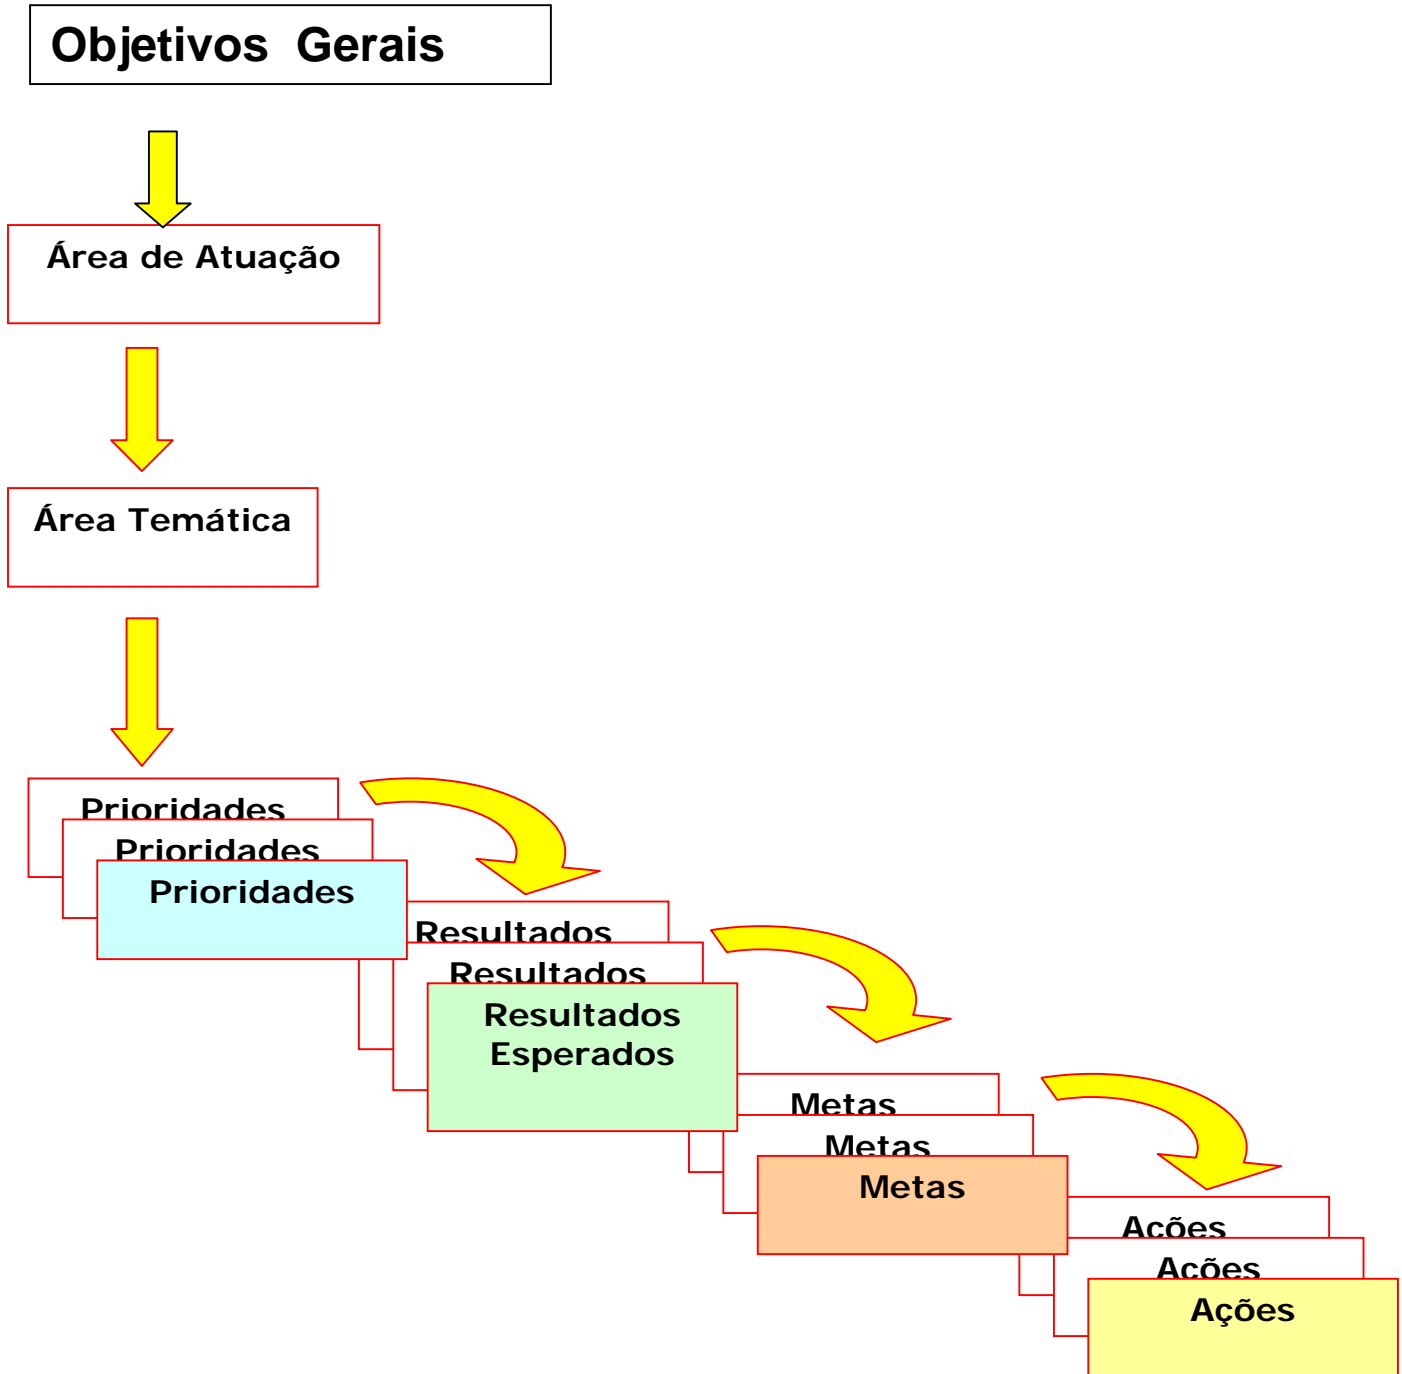 Objetivos Gerais
Área de Atuação
Área Temática
Prioridades
Prioridades
Prioridades
Resultados
Resultados
Resultados
Esperados
Metas
Metas
Metas
Ações
Ações
Ações